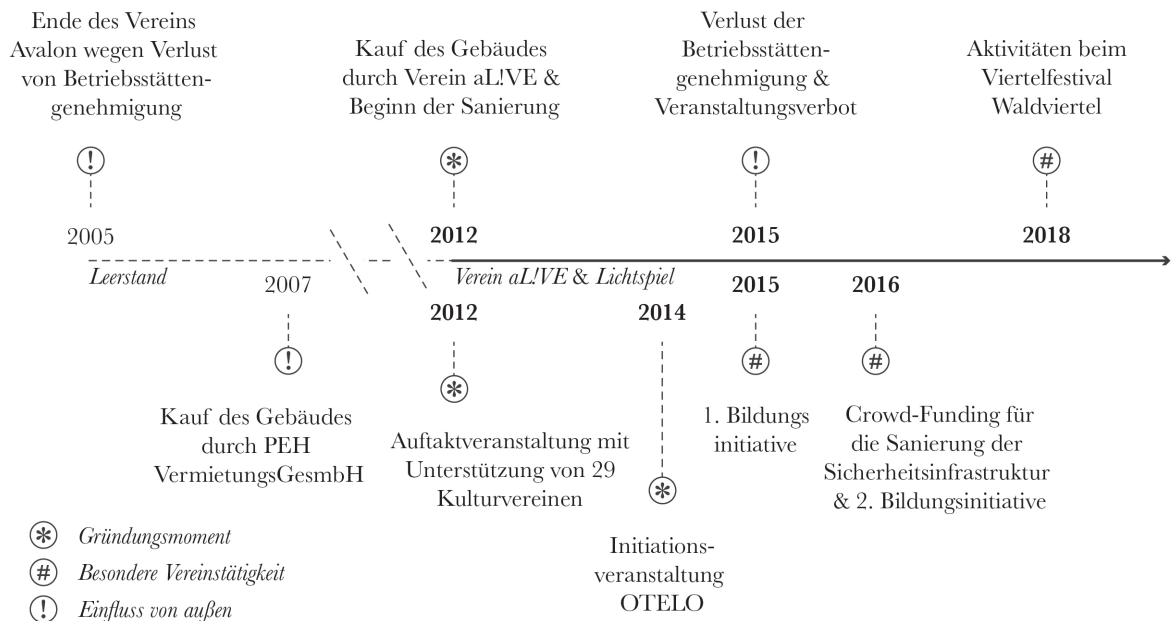 Ende des Vereins
Avalon wegen Verlust
von Betriebsstätten-
genehmigung
Kauf des Gebäudes
durch Verein aL!VE &
Beginn der Sanierung
Verlust der
Betriebsstätten-
genehmigung &
Veranstaltungsverbot
Aktivitäten beim
Viertelfestival
Waldviertel
!
*
!
#
2005
2012
2015
2018
Leerstand
Verein aL!VE & Lichtspiel
2007
2012
2014
2015
2016
!
*
#
#
Kauf des Gebäudes
durch PEH
VermietungsGesmbH
Auftaktveranstaltung mit
Unterstützung von 29
Kulturvereinen
1. Bildungs
initiative
Crowd-Funding für
die Sanierung der
Sicherheitsinfrastruktur
& 2. Bildungsinitiative
*
Initiations-
veranstaltung
OTELO
* Gründungsmoment
# Besondere Vereinstätigkeit
! Einfluss von außen